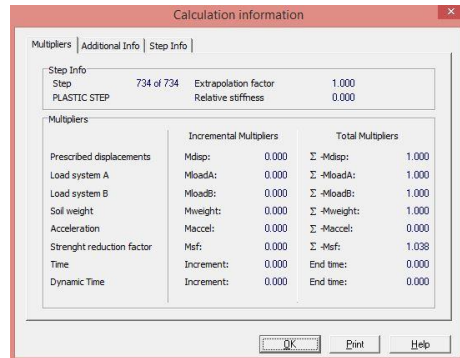 Calculation information
Multipliers Additional Info Step Info
Step Info
Step 734 of 734 Extrapolation factor 1.000
PLASTIC STEP Relative stiffness 0.000
Multipliers
Incremental Multipliers Total Multipliers
Prescribed displacements Mdisp: 0.000 Σ -Mdisp: 1.000
Load system A MloadA: 0.000 Σ -MloadA: 1.000
Load system B MloadB: 0.000 Σ -MloadB: 1.000
Soil weight Mweight: 0.000 Σ -Mweight: 1.000
Acceleration Maccel: 0.000 Σ -Maccel: 0.000
Strenght reduction factor Msf: 0.000 Σ -Msf: 1.038
Time Increment: 0.000 End time: 0.000
Dynamic Time Increment: 0.000 End time: 0.000
OK Print Help